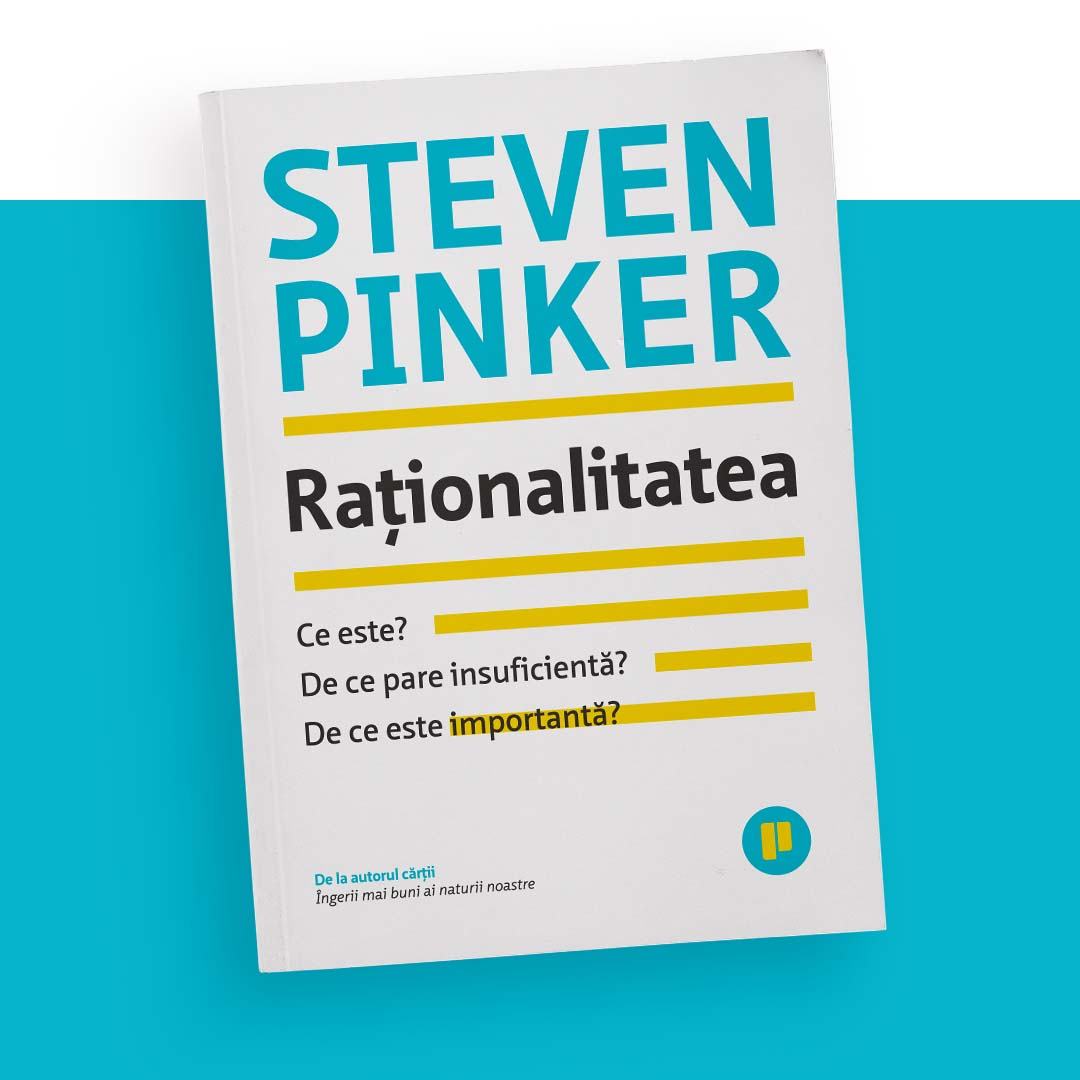 STEVEN
PINKER
Raționalitatea
Ce este?
De ce pare insuficientă?
De ce este importantă?
De la autorul cărții
Îngerii mai buni ai naturii noastre